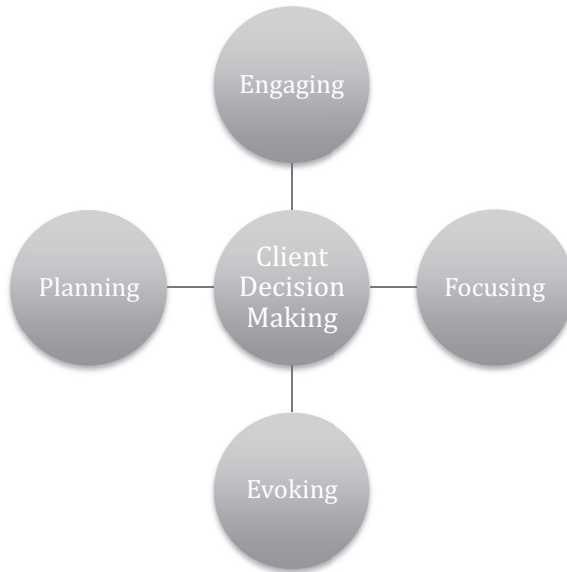 Engaging
Planning
Client
Decision
Making
Focusing
Evoking